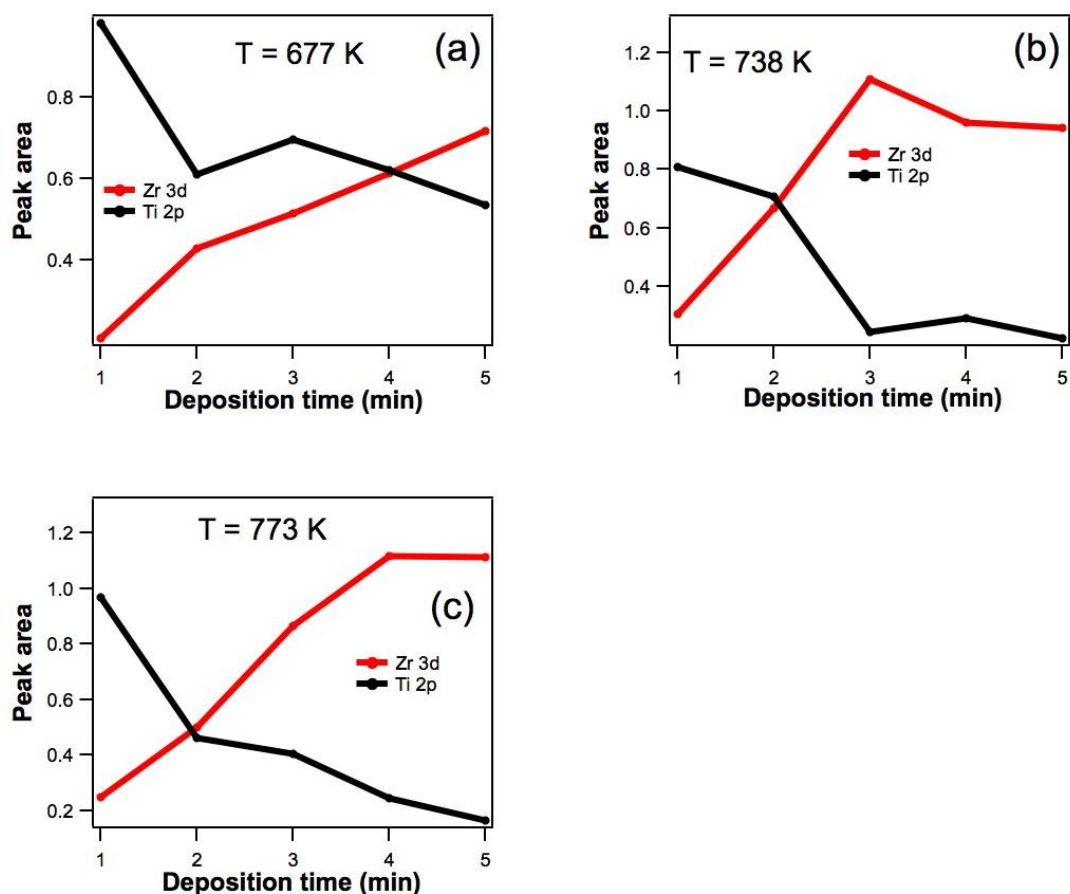 T = 677 K
(a)
Peak area
0.8
0.6
0.4
Zr 3d
Ti 2p
1 2 3 4 5
Deposition time (min)
T = 738 K
(b)
Peak area
1.2
1.0
0.8
0.6
0.4
Zr 3d
Ti 2p
1 2 3 4 5
Deposition time (min)
T = 773 K
(c)
Peak area
1.2
1.0
0.8
0.6
0.4
0.2
Zr 3d
Ti 2p
1 2 3 4 5
Deposition time (min)